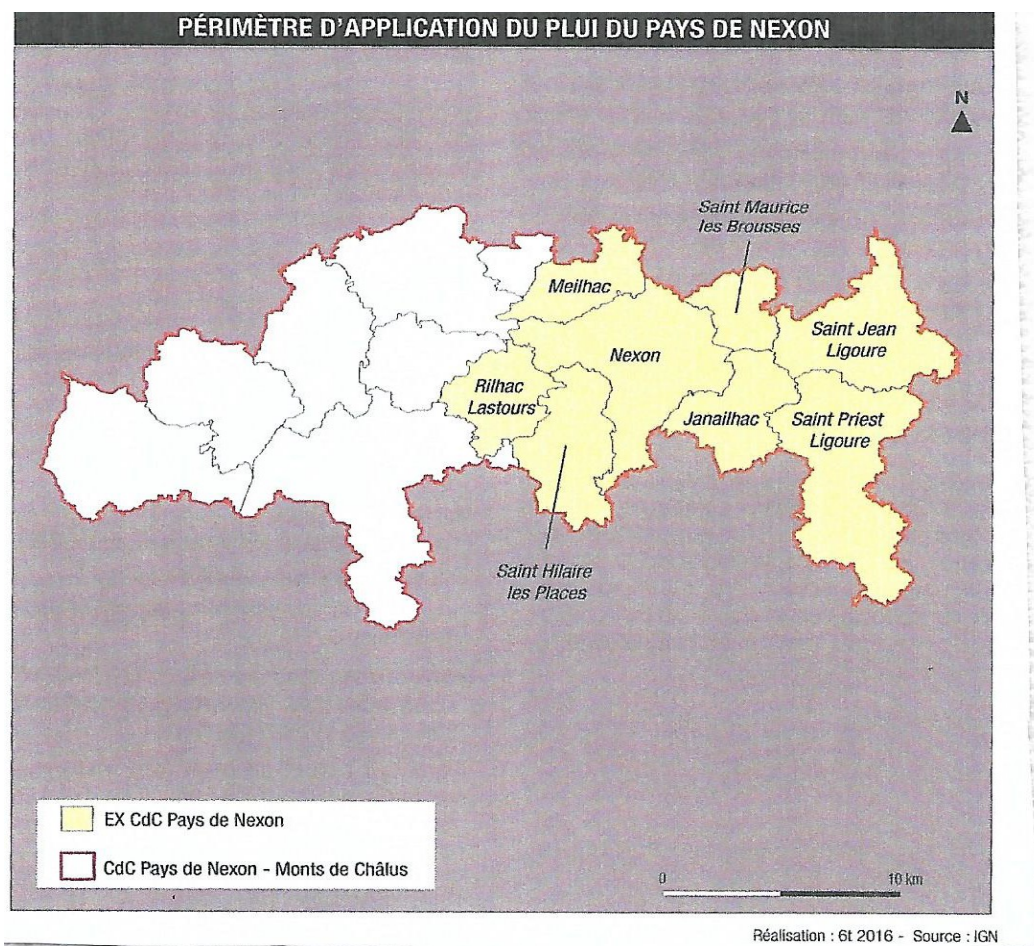 PÉRIMÈTRE D'APPLICATION DU PLUI DU PAYS DE NEXON
N
Saint Maurice
les Brousses
Meilhac
Saint Jean
Ligoure
Nexon
Rilhac
Lastours
Janailhac
Saint Priest
Ligoure
Saint Hilaire
les Places
EX CdC Pays de Nexon
CdC Pays de Nexon - Monts de Châlus
0
10 km
Réalisation : 6t 2016 - Source : IGN